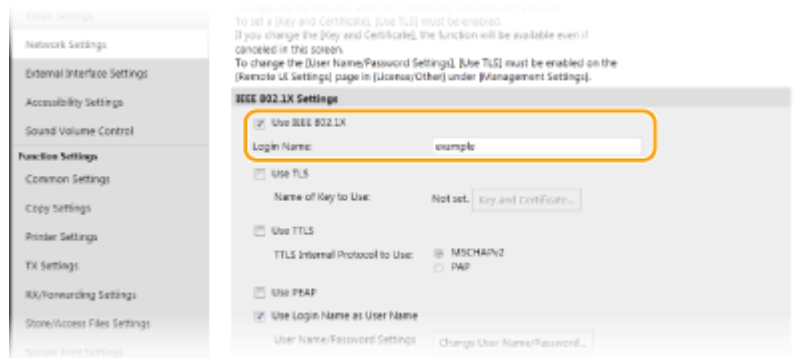 Timer Settings
Network Settings
External Interface Settings
Accessibility Settings
Sound Volume Control
Function Settings
Common Settings
Copy Settings
Printer Settings
TX Settings
RX/Forwarding Settings
Store/Access Files Settings
Secure Print Settings
To set a [Key and Certificate], [Use TLS] must be enabled.
If you change the [Key and Certificate], the function will be available even if
canceled in this screen.
To change the [User Name/Password Settings], [Use TLS] must be enabled on the
[Remote UI Settings] page in [License/Other] under [Management Settings].
IEEE 802.1X Settings
Use IEEE 802.1X
Login Name: example
Use TLS
Name of Key to Use: Not set. Key and Certificate...
Use TTLS
TTLS Internal Protocol to Use: MSCHAPv2
PAP
Use PEAP
Use Login Name as User Name
User Name/Password Settings Change User Name/Password...